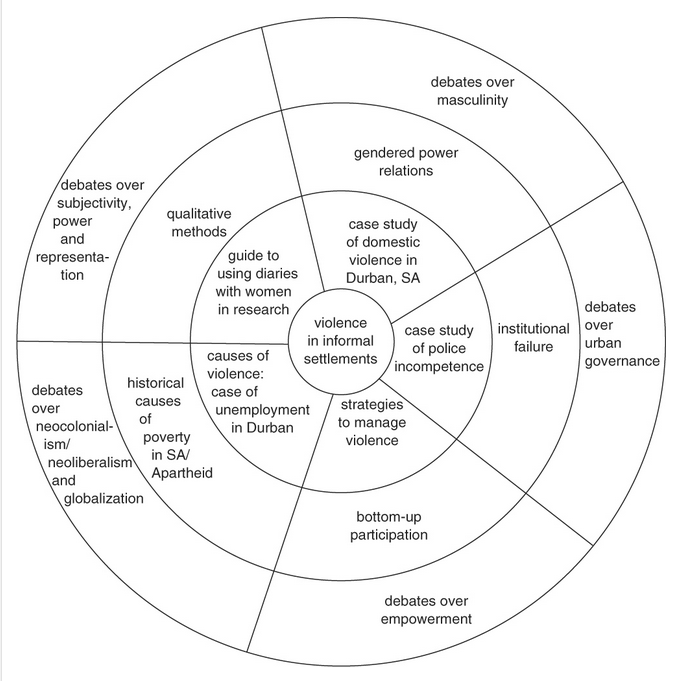 debates over
masculinity
gendered power
relations
case study
of domestic
violence in
Durban, SA
debates over
subjectivity,
power
and
representa-
tion
qualitative
methods
guide to
using diaries
with women
in research
violence
in informal
settlements
case study
of police
incompetence
institutional
failure
debates
over
urban
governance
causes of
violence:
case of
unemployment
in Durban
historical
causes
of
poverty
in SA/
Apartheid
debates
over
neocolonial-
ism/
neoliberalism
and
globalization
strategies
to manage
violence
bottom-up
participation
debates over
empowerment